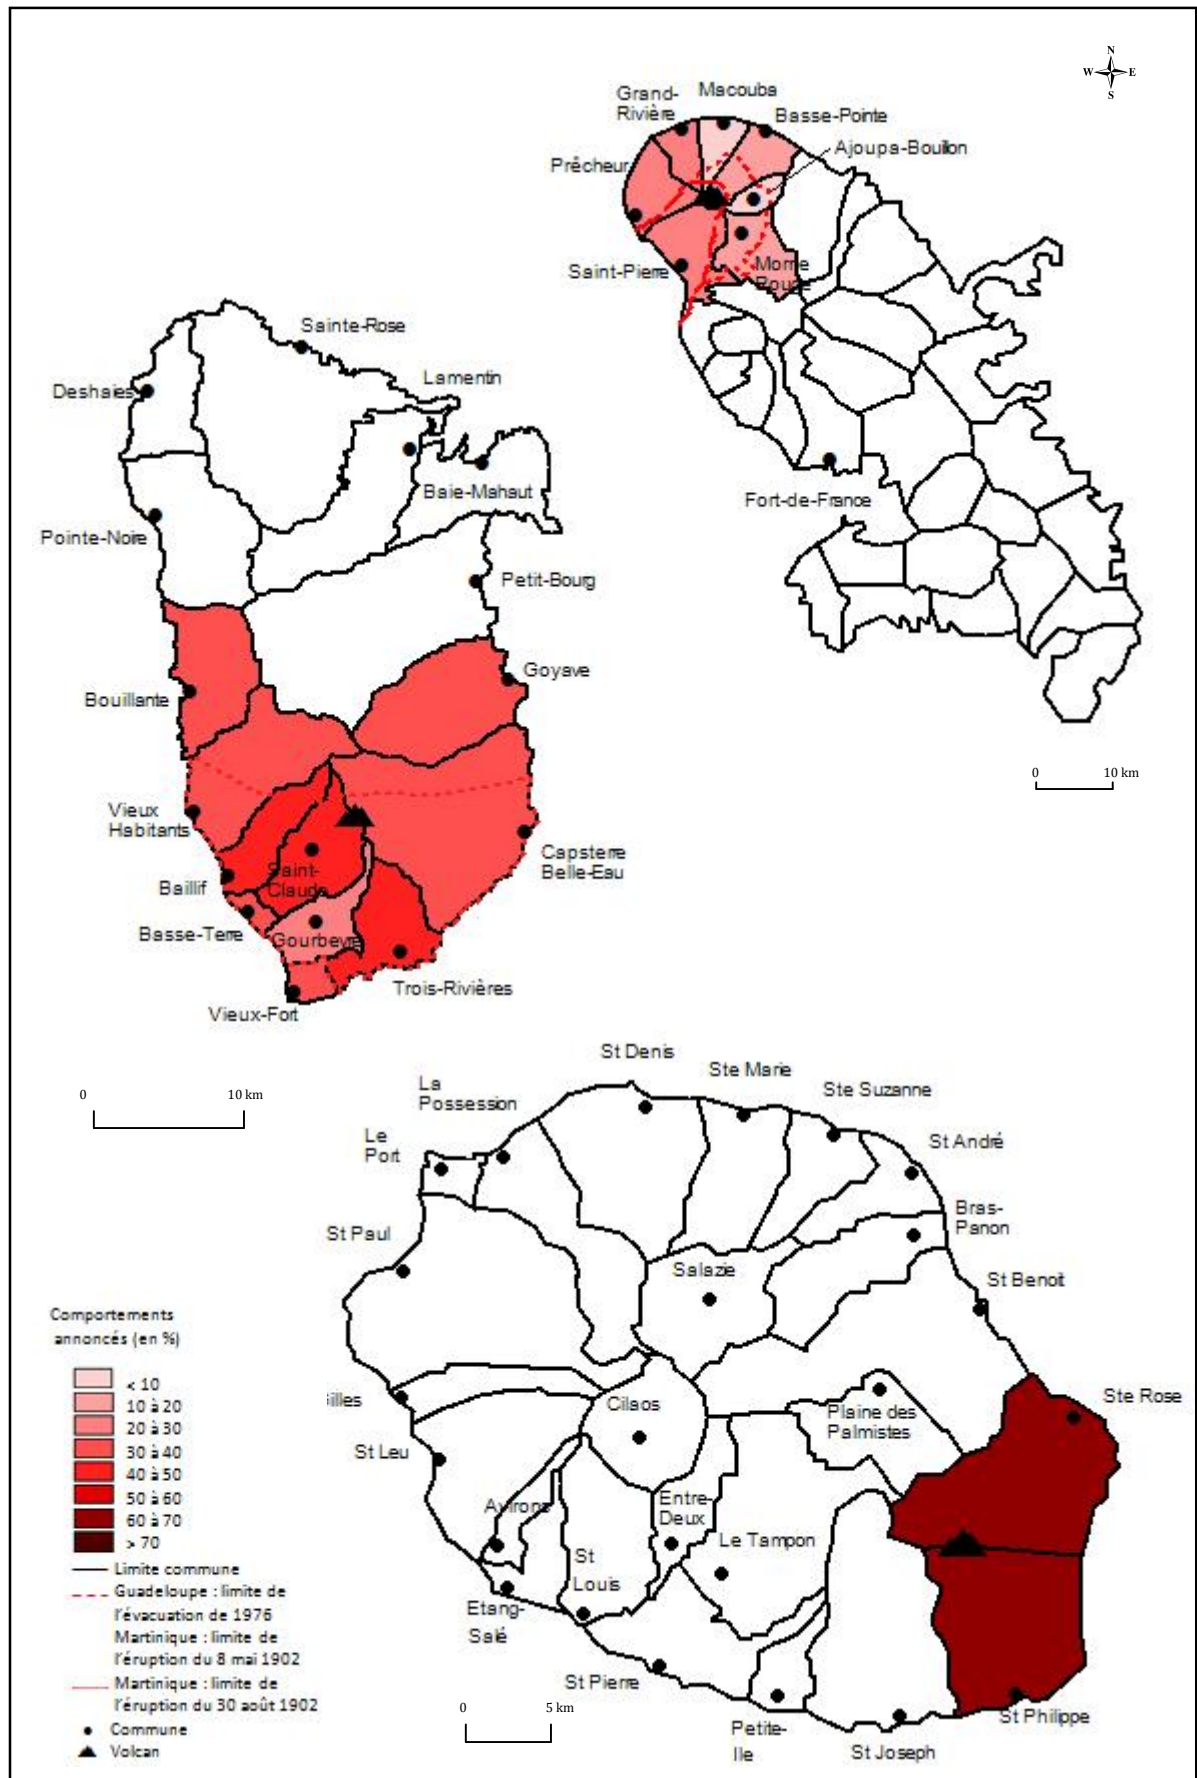 N
W E
S
Grand-
Rivière
Macouba
Basse-Pointe
Ajoupa-Bouillon
Prêcheur
Saint-Pierre
Morne
Rouge
Fort-de-France
0 10 km
Sainte-Rose
Deshaies
Lamentin
Baie-Mahaut
Pointe-Noire
Petit-Bourg
Goyave
Bouillante
Vieux
Habitants
Capsterre
Belle-Eau
Saint-
Claude
Baillif
Basse-Terre
Gourbeyre
Trois-Rivières
Vieux-Fort
0 10 km
St Denis
Ste Marie
Ste Suzanne
La
Possession
Le
Port
St André
Bras-
Panon
St Paul
Salazie
St Benoit
Ste Rose
illes
Cilaos
Plaine des
Palmistes
St Leu
Avirons
Entre-
Deux
Le Tampon
St
Louis
Etang-
Salé
St Pierre
Petite-
Ile
St Joseph
St Philippe
0 5 km
Comportements
annoncés (en %)
< 10
10 à 20
20 à 30
30 à 40
40 à 50
50 à 60
60 à 70
> 70
Limite commune
Guadeloupe : limite de
l'évacuation de 1976
Martinique : limite de
l'éruption du 8 mai 1902
Martinique : limite de
l'éruption du 30 août 1902
Commune
Volcan